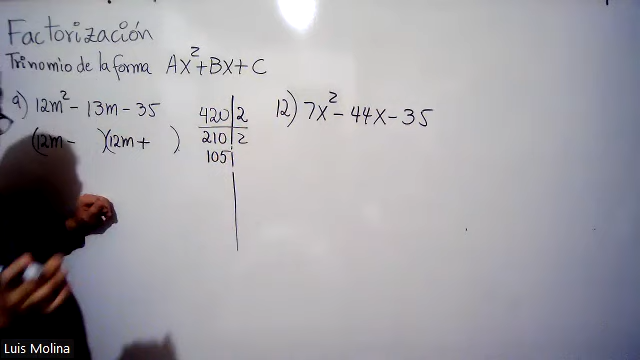 Factorización
Trinomio de la forma AX²+BX+C
9) 12m² - 13m - 35
(12m - )(12m + )
420 | 2
210 | 2
105 |
12) 7X² - 44X - 35
Luis Molina